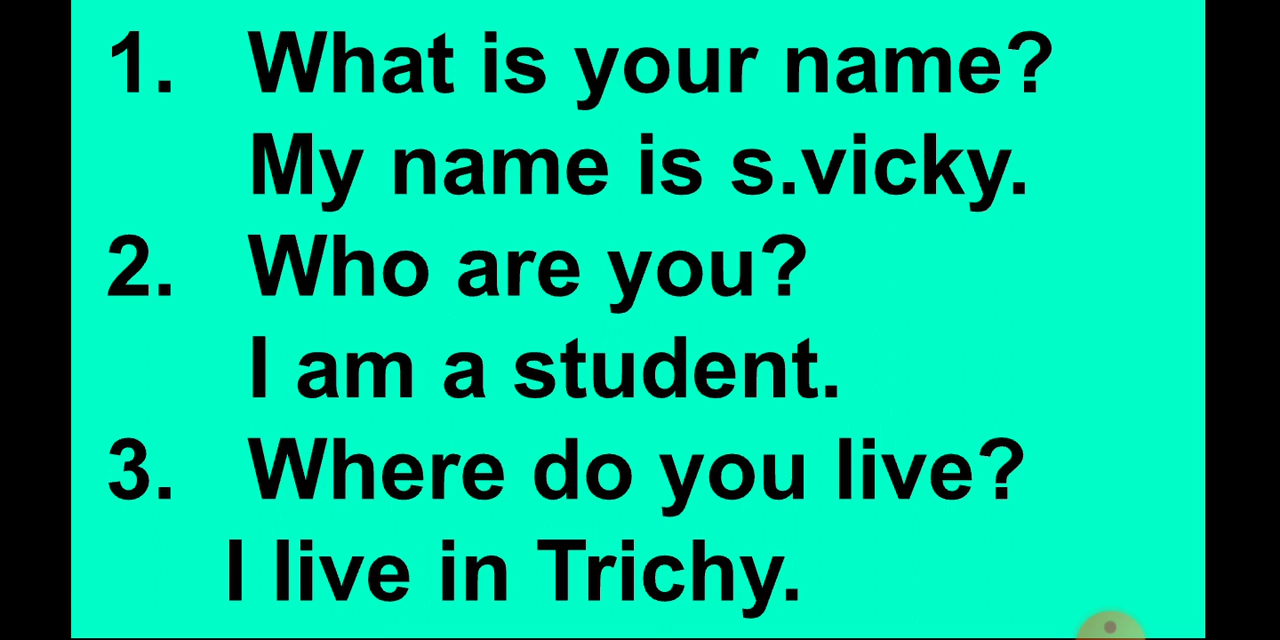 1. What is your name?
My name is s.vicky.
2. Who are you?
I am a student.
3. Where do you live?
I live in Trichy.